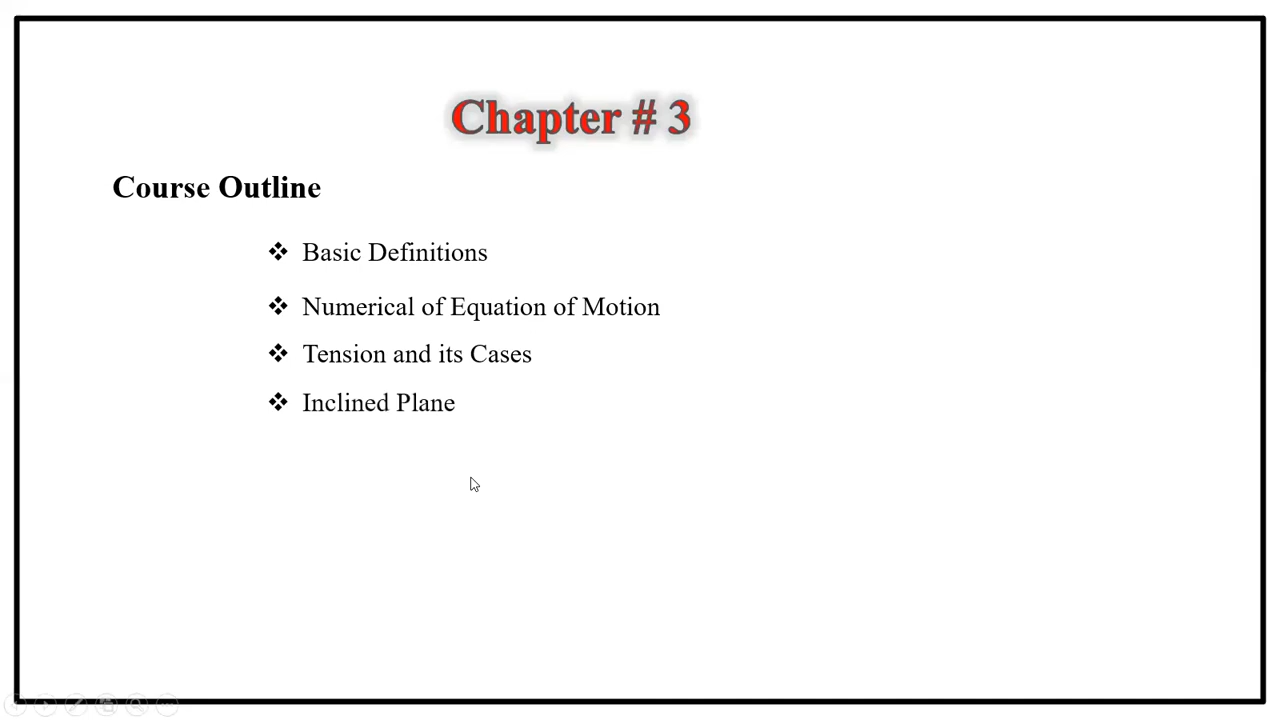 Chapter # 3
Course Outline
❖ Basic Definitions
❖ Numerical of Equation of Motion
❖ Tension and its Cases
❖ Inclined Plane